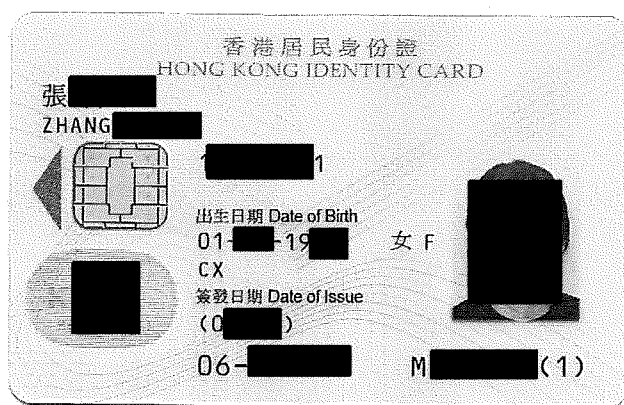 香港居民身份證
HONG KONG IDENTITY CARD
張
ZHANG
1
出生日期 Date of Birth
01- -19 女 F
CX
簽發日期 Date of Issue
(0 )
06-
M (1)